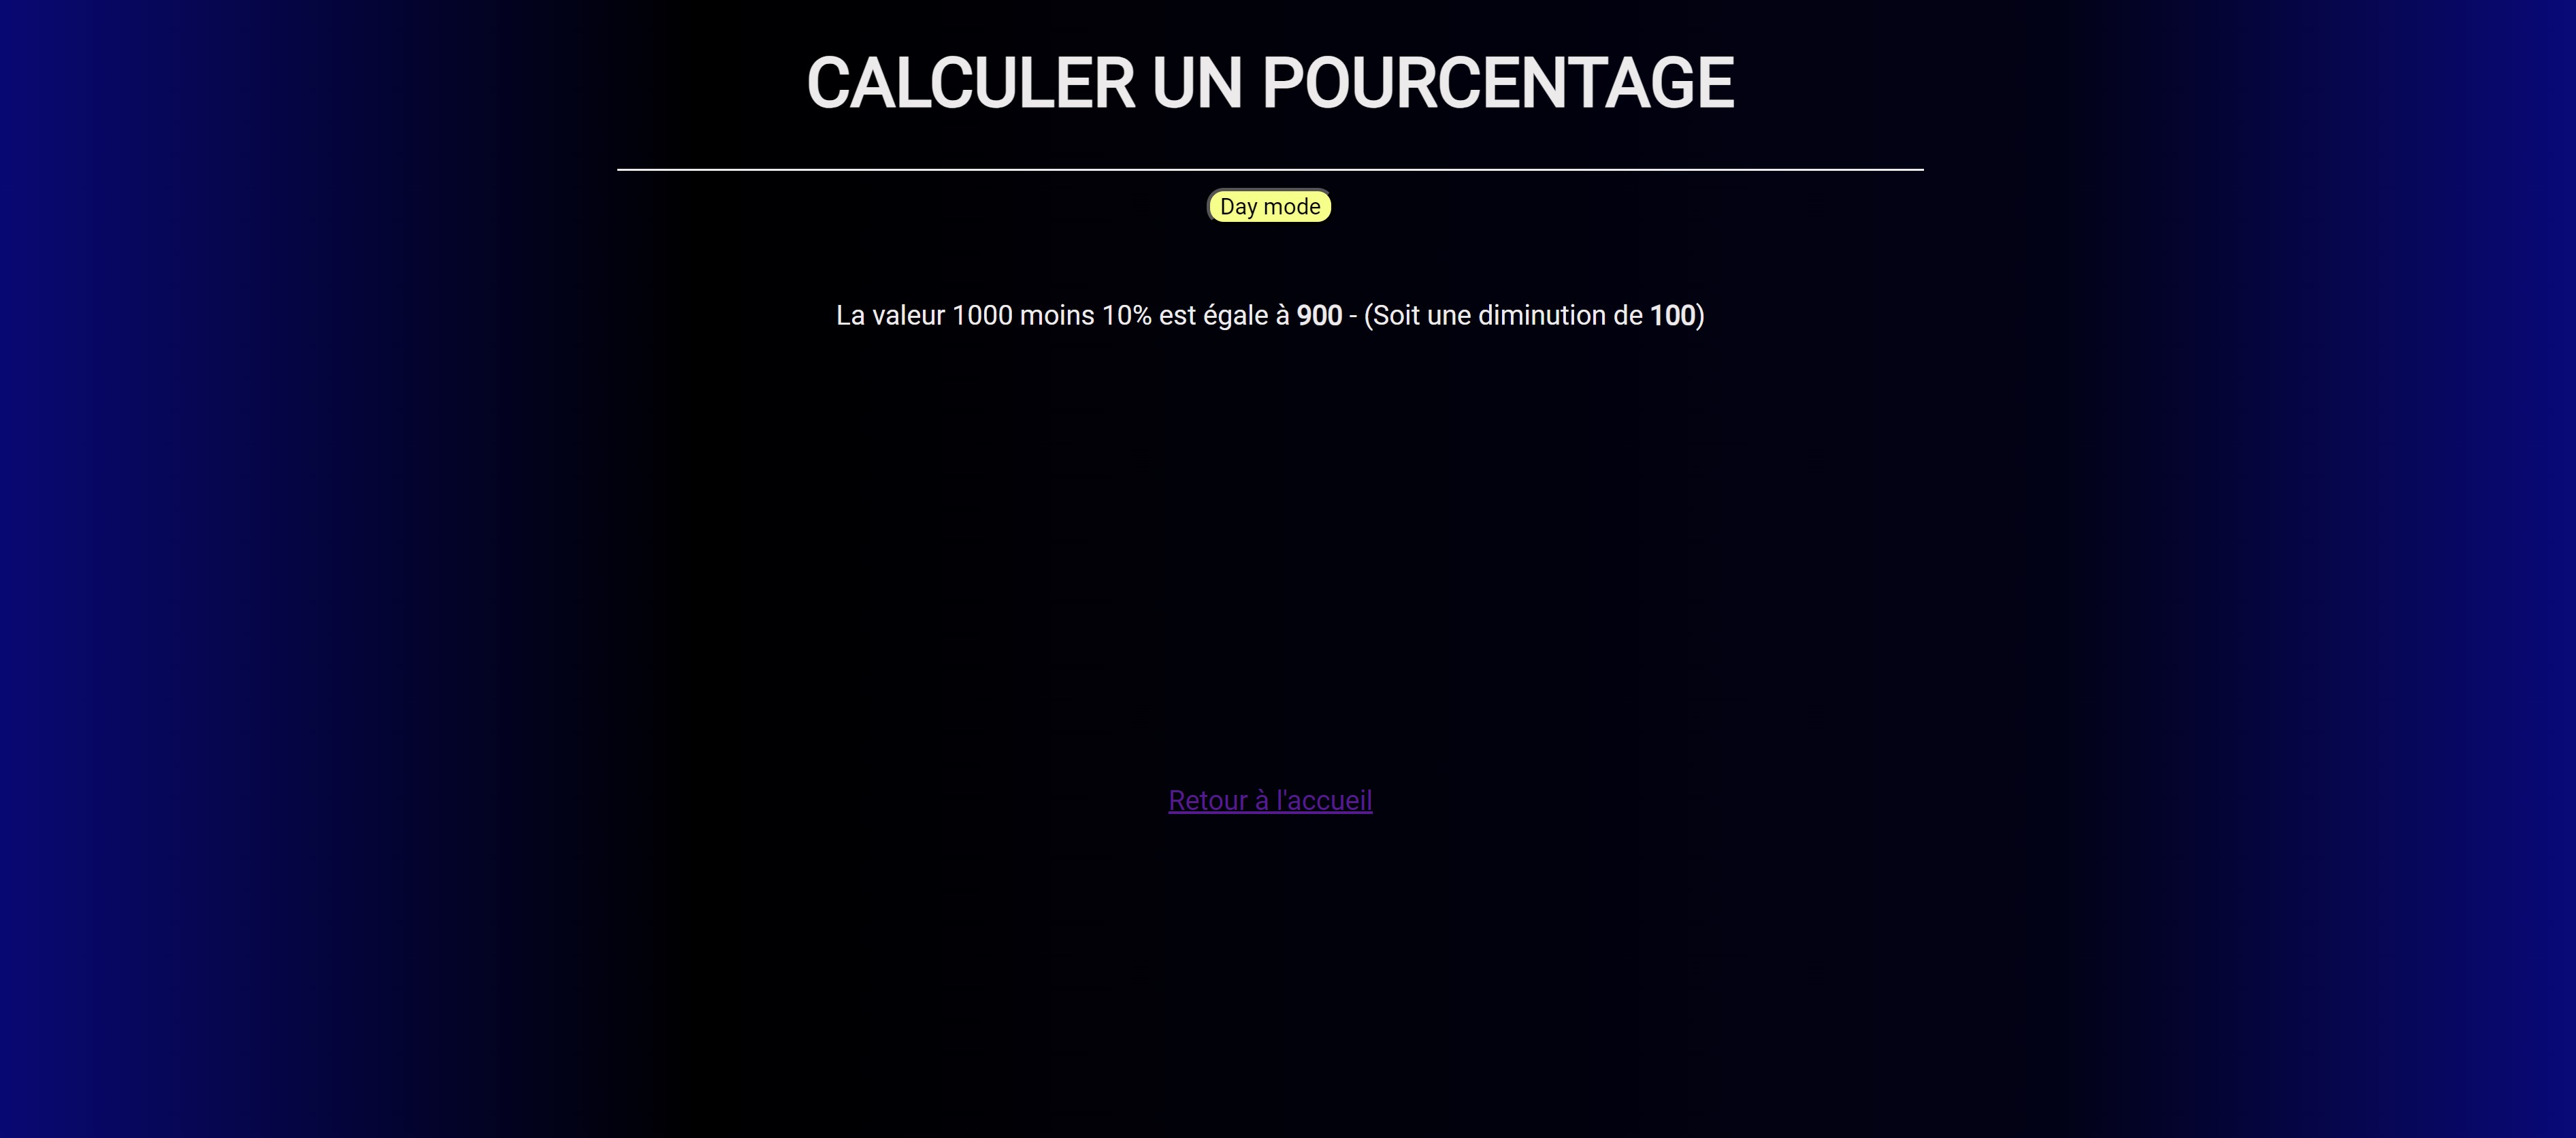 CALCULER UN POURCENTAGE
Day mode
La valeur 1000 moins 10% est égale à 900 - (Soit une diminution de 100)
Retour à l'accueil